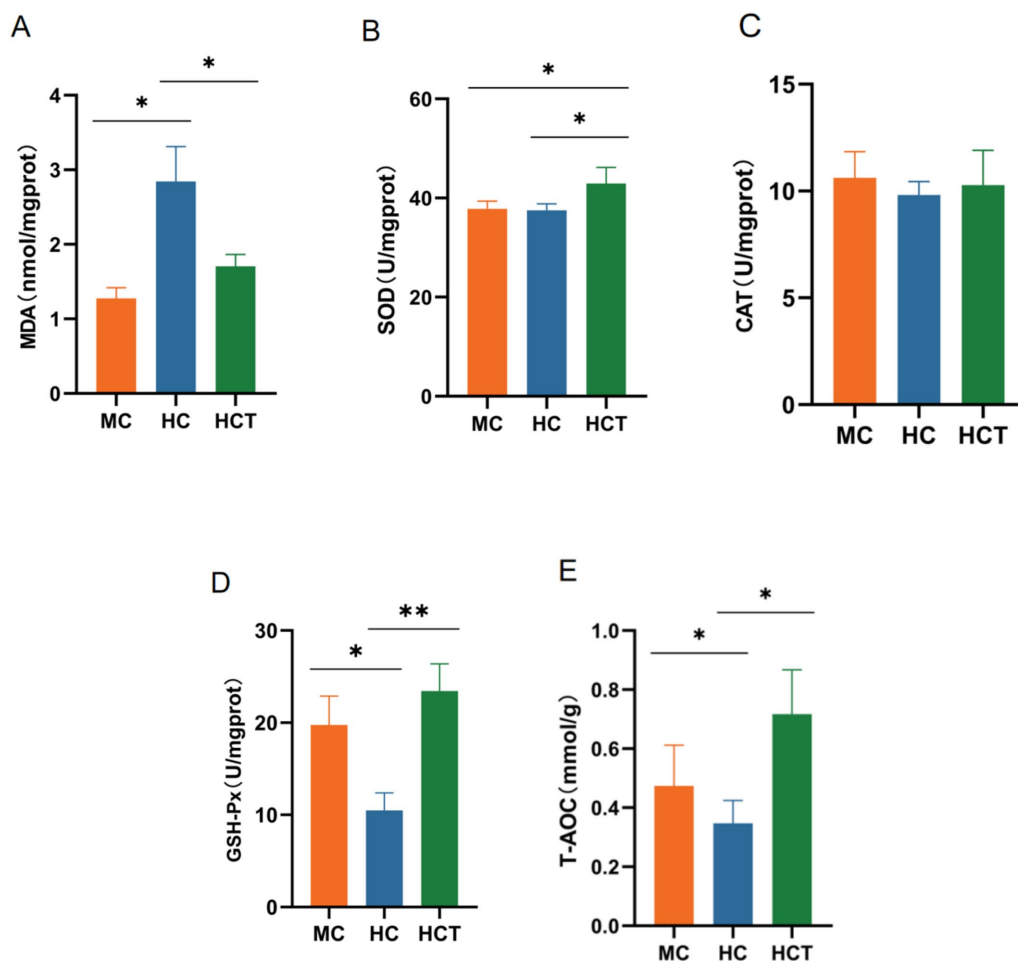 A
MDA(nmol/mgprot)
4
3
2
1
0
*
*
MC HC HCT
B
SOD(U/mgprot)
60
40
20
0
*
*
MC HC HCT
C
CAT(U/mgprot)
15
10
5
0
MC HC HCT
D
GSH-Px(U/mgprot)
30
20
10
0
*
**
MC HC HCT
E
T-AOC(mmol/g)
1.0
0.8
0.6
0.4
0.2
0.0
*
*
MC HC HCT